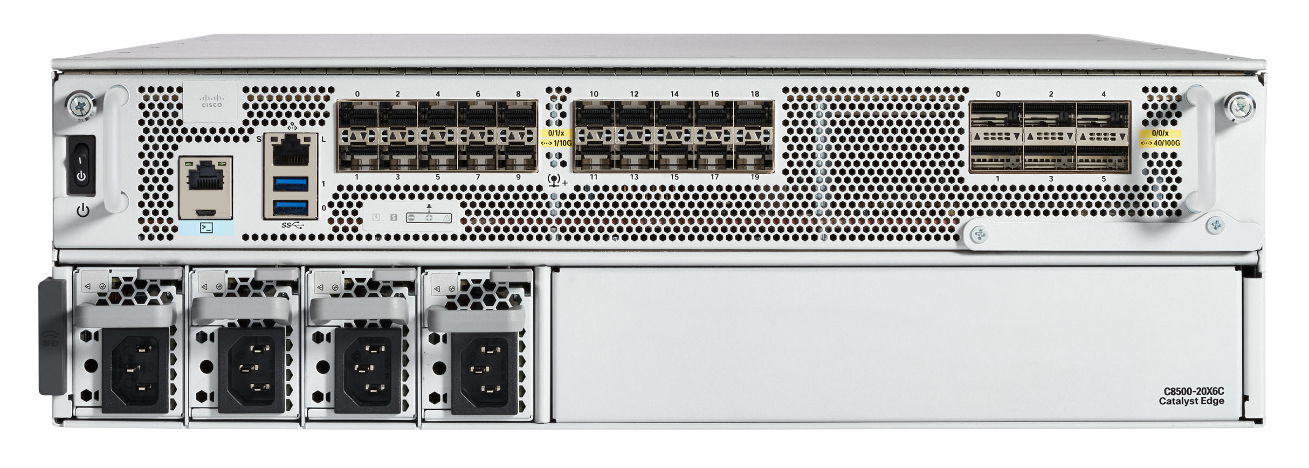 CISCO
0 2 4 6 8
10 12 14 16 18
0 2 4
S L
0/1/x
1/10G
0/0/x
40/100G
1 3 5 7 9
11 13 15 17 19
1 3 5
1
0
SS
C8500-20X6C
Catalyst Edge